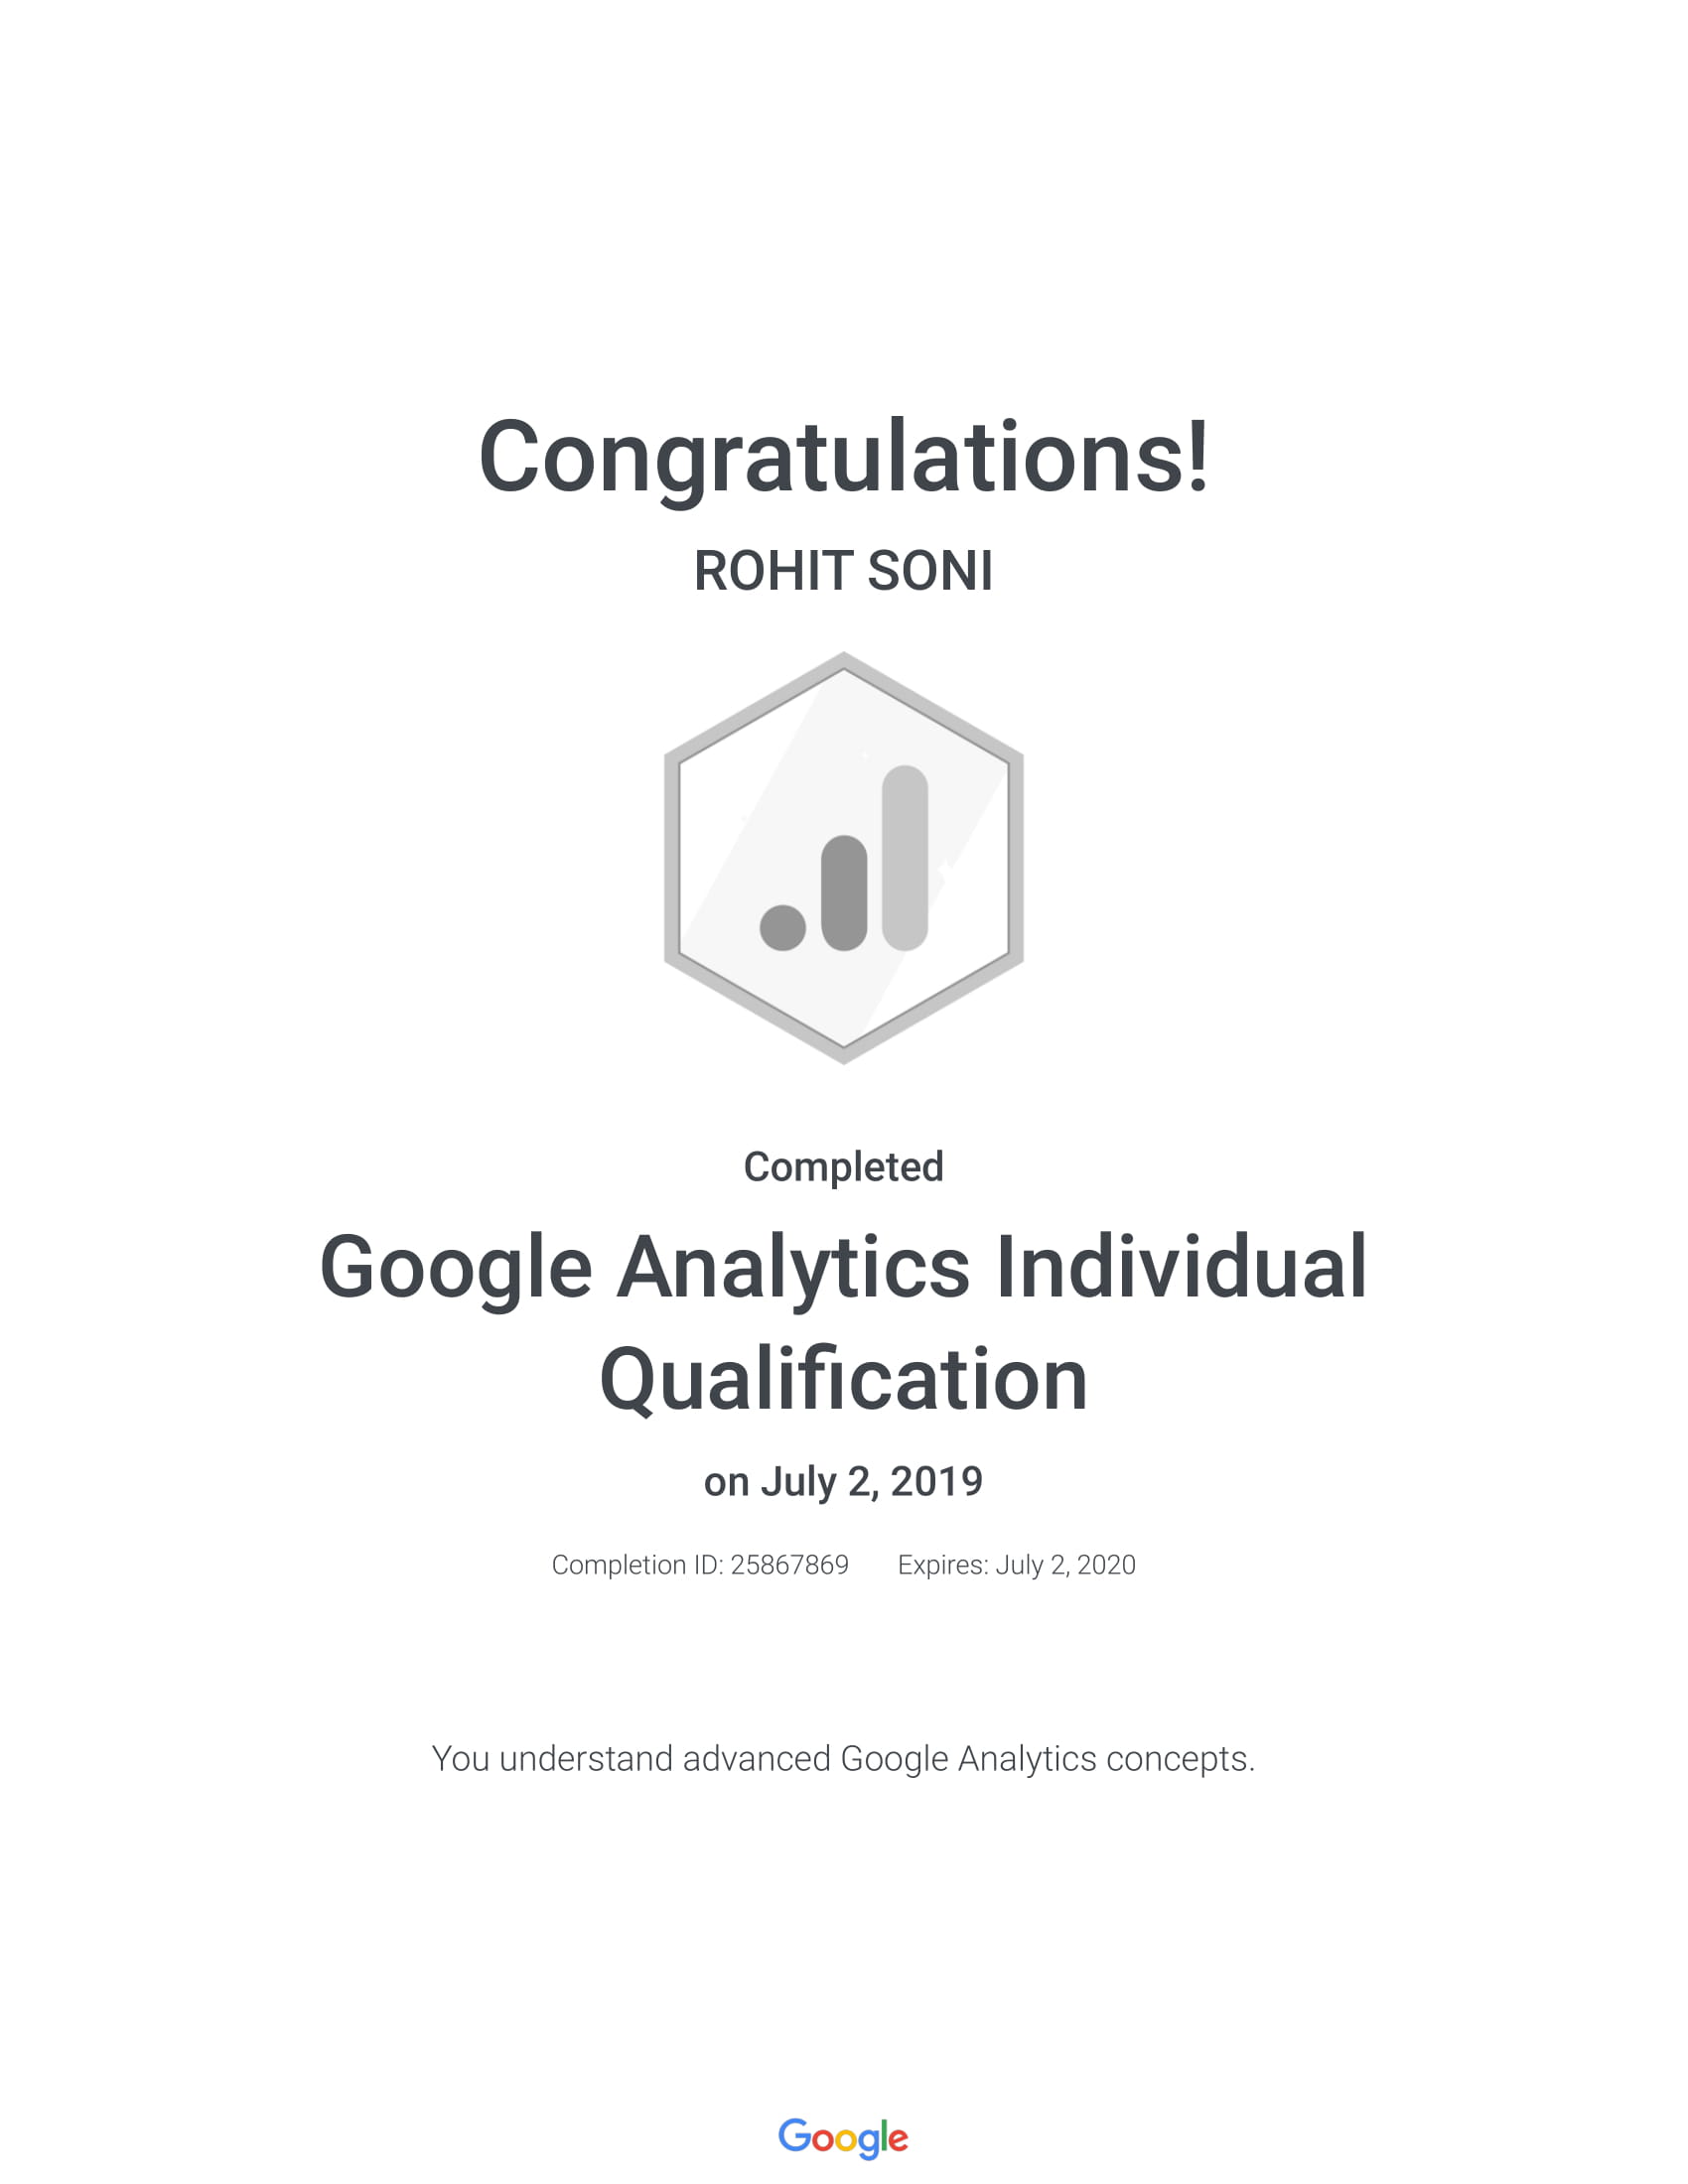 Congratulations!
ROHIT SONI
Completed
Google Analytics Individual
Qualification
on July 2, 2019
Completion ID: 25867869 Expires: July 2, 2020
You understand advanced Google Analytics concepts.
Google